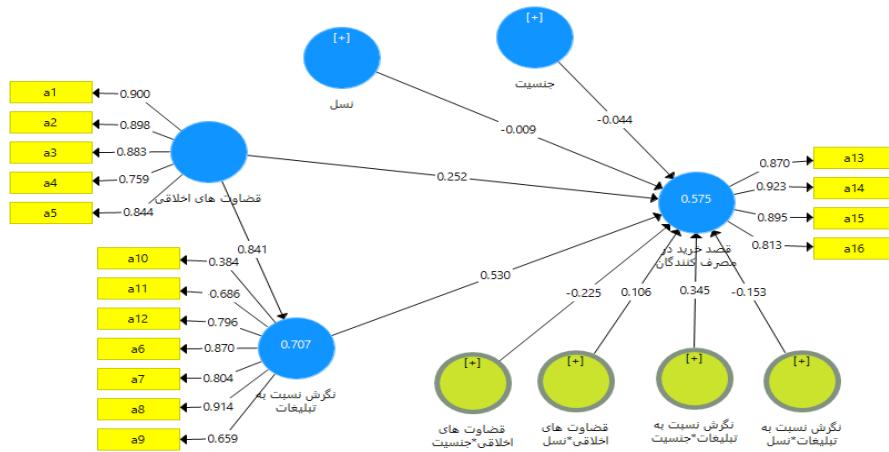 [+]
نسل
[+]
جنسیت
a1
0.900
a2
0.898
a3
0.883
a4
0.759
a5
0.844
قضاوت های اخلاقی
-0.009
-0.044
0.252
0.841
0.575
قصد خرید در
مصرف کنندگان
a13
0.870
a14
0.923
a15
0.895
a16
0.813
a10
0.384
a11
0.686
a12
0.796
a6
0.870
a7
0.804
a8
0.914
a9
0.659
0.707
نگرش نسبت به
تبلیغات
0.530
-0.225
0.106
0.345
-0.153
[+]
قضاوت های
اخلاقی*جنسیت
[+]
قضاوت های
اخلاقی*نسل
[+]
نگرش نسبت به
تبلیغات*جنسیت
[+]
نگرش نسبت به
تبلیغات*نسل